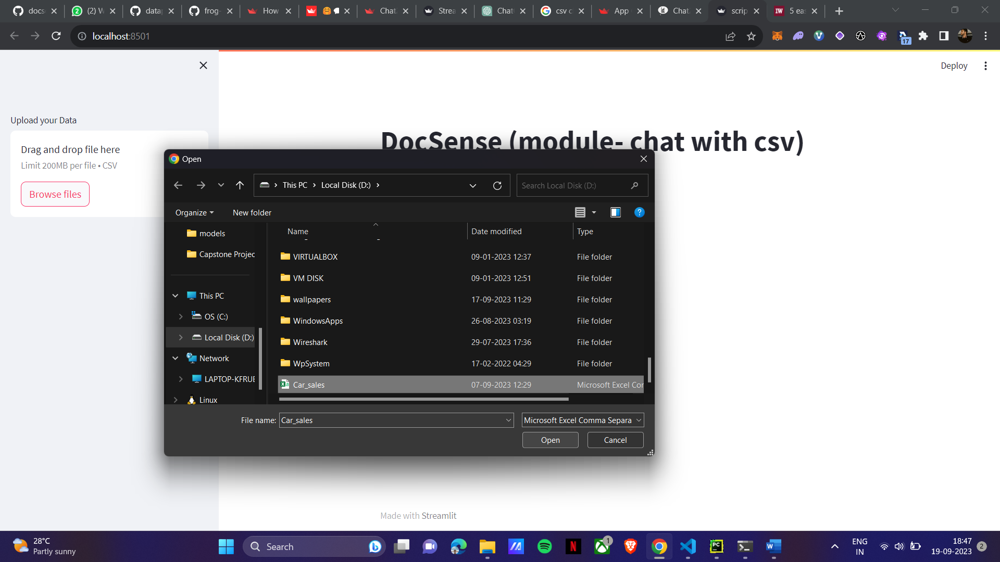 docs
(2) W
data
frog-
How
Chat
Strea
Chat
csv c
App
Chat
scrip
5 eas
localhost:8501
17
Deploy
Upload your Data
Drag and drop file here
Limit 200MB per file • CSV
Browse files
DocSense (module- chat with csv)
Open
This PC
Local Disk (D:)
Search Local Disk (D:)
Organize
New folder
models
Capstone Projec
This PC
OS (C:)
Local Disk (D:)
Network
LAPTOP-KFRUE
Linux
Name Date modified Type
VIRTUALBOX 09-01-2023 12:37 File folder
VM DISK 09-01-2023 12:51 File folder
wallpapers 17-09-2023 11:29 File folder
WindowsApps 26-08-2023 03:19 File folder
Wireshark 29-07-2023 17:36 File folder
WpSystem 17-02-2022 04:29 File folder
Car_sales 07-09-2023 12:29 Microsoft Excel Cor
File name: Car_sales
Microsoft Excel Comma Separa
Open
Cancel
Made with Streamlit
28°C
Partly sunny
Search
1
ENG
IN
18:47
19-09-2023
2